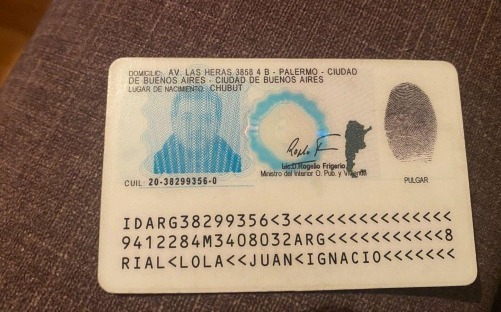 DOMICILIO: AV. LAS HERAS 3858 4 B - PALERMO - CIUDAD
DE BUENOS AIRES - CIUDAD DE BUENOS AIRES
LUGAR DE NACIMIENTO: CHUBUT
Lic. D. Rogelio Frigerio
Ministro del Interior O. Pub. y Vivienda
CUIL: 20-38299356-0
PULGAR
IDARG38299356<3<<<<<<<<<<<<<<<
9412284M3408032ARG<<<<<<<<<<<8
RIAL<LOLA<<JUAN<IGNACIO<<<<<<<